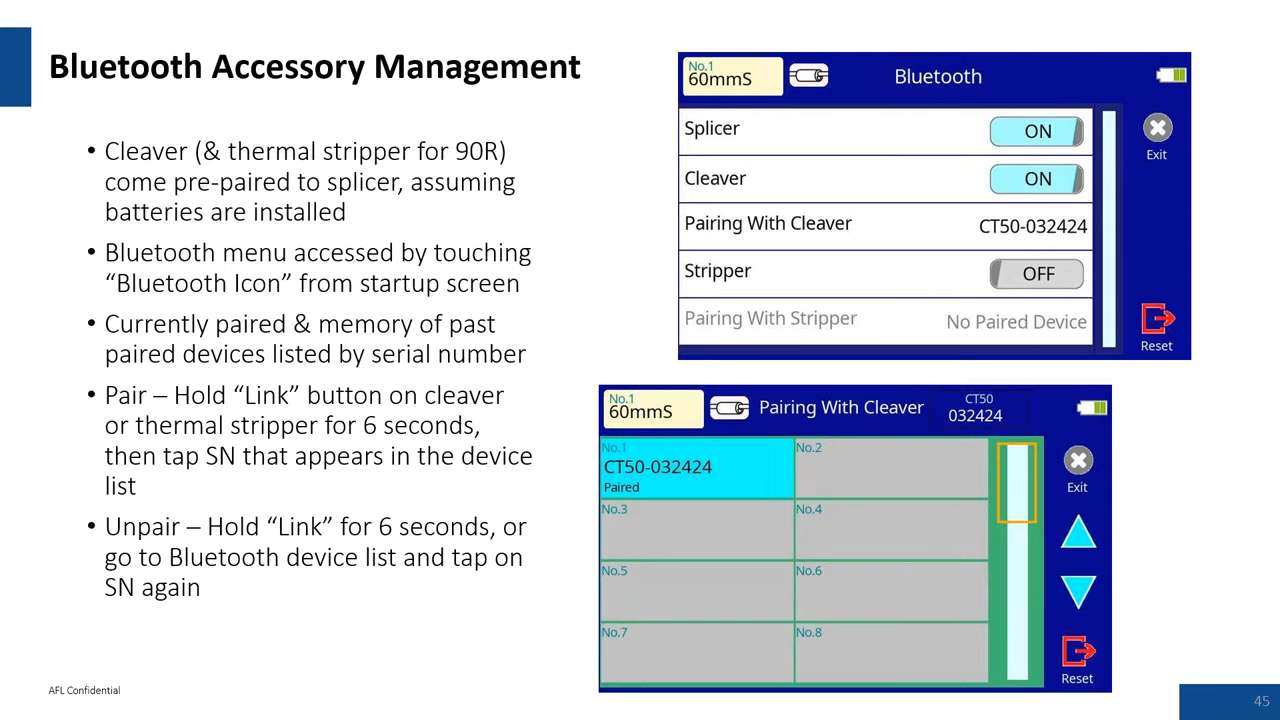 Bluetooth Accessory Management
• Cleaver (& thermal stripper for 90R)
come pre-paired to splicer, assuming
batteries are installed
• Bluetooth menu accessed by touching
“Bluetooth Icon” from startup screen
• Currently paired & memory of past
paired devices listed by serial number
• Pair – Hold “Link” button on cleaver
or thermal stripper for 6 seconds,
then tap SN that appears in the device
list
• Unpair – Hold “Link” for 6 seconds, or
go to Bluetooth device list and tap on
SN again
No.1
60mmS
Bluetooth
Splicer ON
Cleaver ON
Pairing With Cleaver CT50-032424
Stripper OFF
Pairing With Stripper No Paired Device
Exit
Reset
No.1
60mmS
Pairing With Cleaver
CT50
032424
No.1
CT50-032424
Paired
No.2
No.3
No.4
No.5
No.6
No.7
No.8
Exit
Reset
AFL Confidential
45